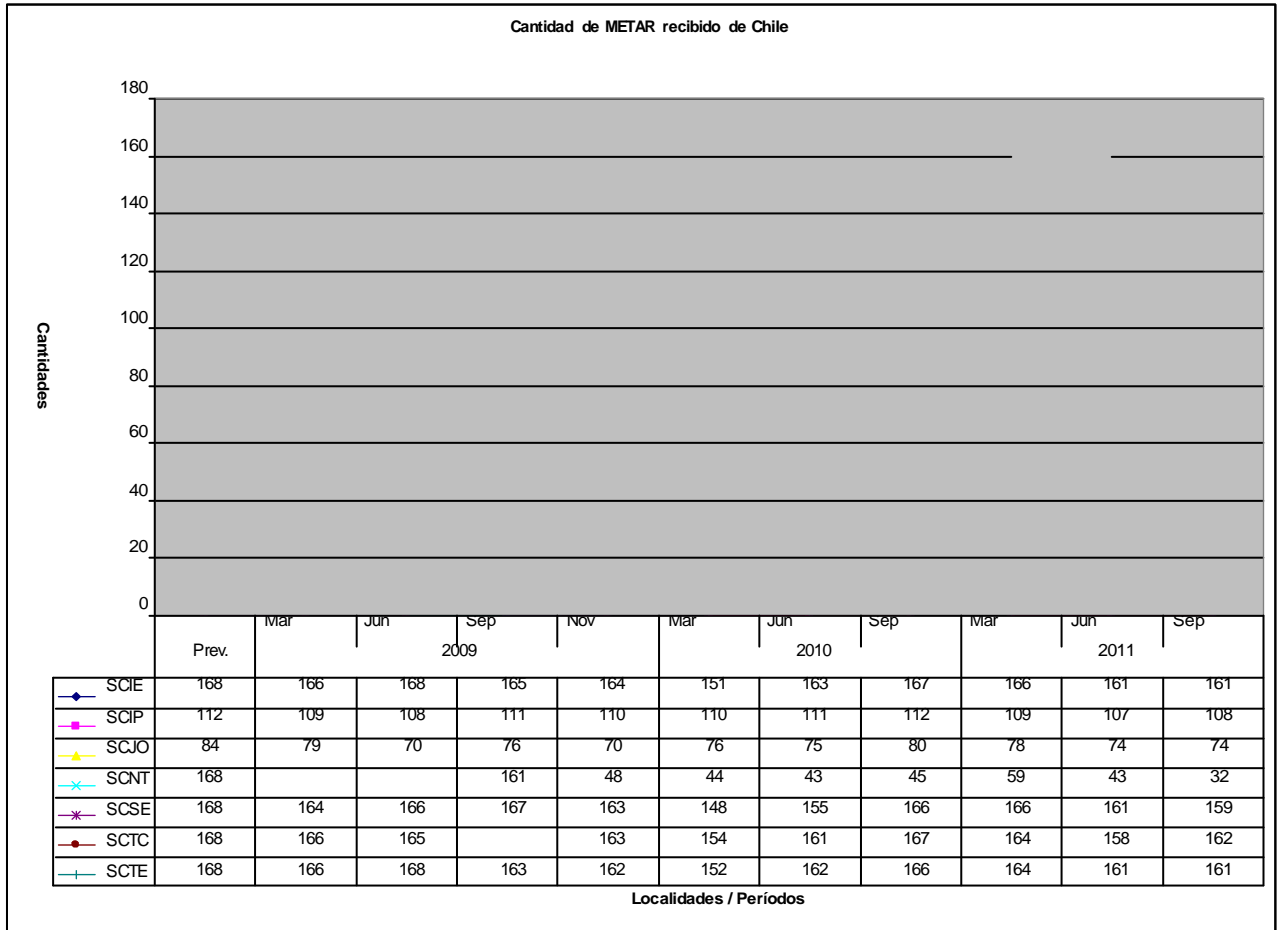 Cantidad de METAR recibido de Chile
180
160
140
120
100
80
60
40
20
0
Cantidades
Mar Jun Sep Nov Mar Jun Sep Mar Jun Sep
Prev. 2009 2010 2011
SCIE 168 166 168 165 164 151 163 167 166 161 161
SCIP 112 109 108 111 110 110 111 112 109 107 108
SCJO 84 79 70 76 70 76 75 80 78 74 74
SCNT 168 161 48 44 43 45 59 43 32
SCSE 168 164 166 167 163 148 155 166 166 161 159
SCTC 168 166 165 163 154 161 167 164 158 162
SCTE 168 166 168 163 162 152 162 166 164 161 161
Localidades / Períodos